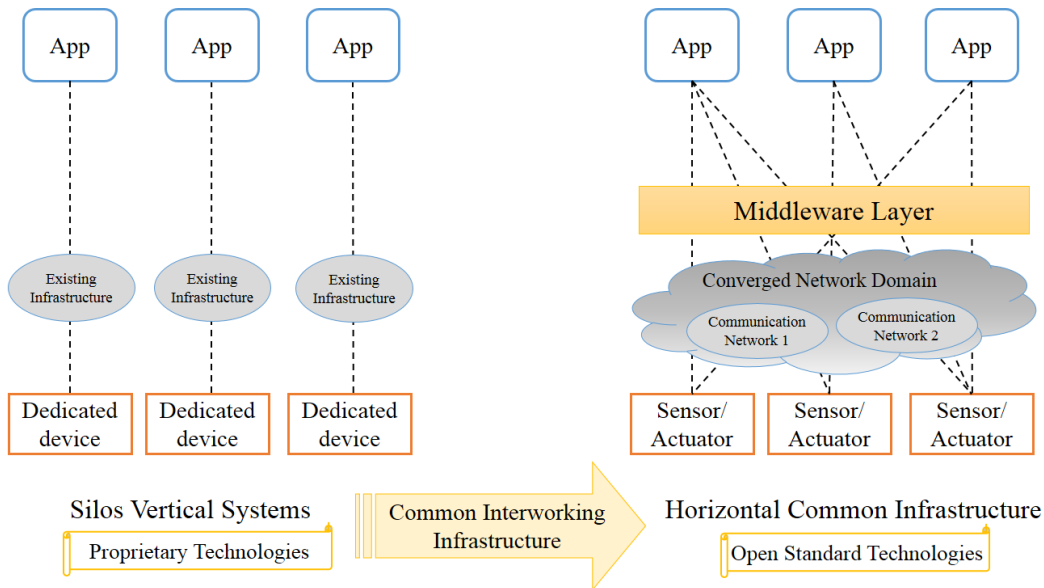 App
App
App
Existing
Infrastructure
Existing
Infrastructure
Existing
Infrastructure
Dedicated
device
Dedicated
device
Dedicated
device
Silos Vertical Systems
Proprietary Technologies
Common Interworking
Infrastructure
App
App
App
Middleware Layer
Converged Network Domain
Communication
Network 1
Communication
Network 2
Sensor/
Actuator
Sensor/
Actuator
Sensor/
Actuator
Horizontal Common Infrastructure
Open Standard Technologies